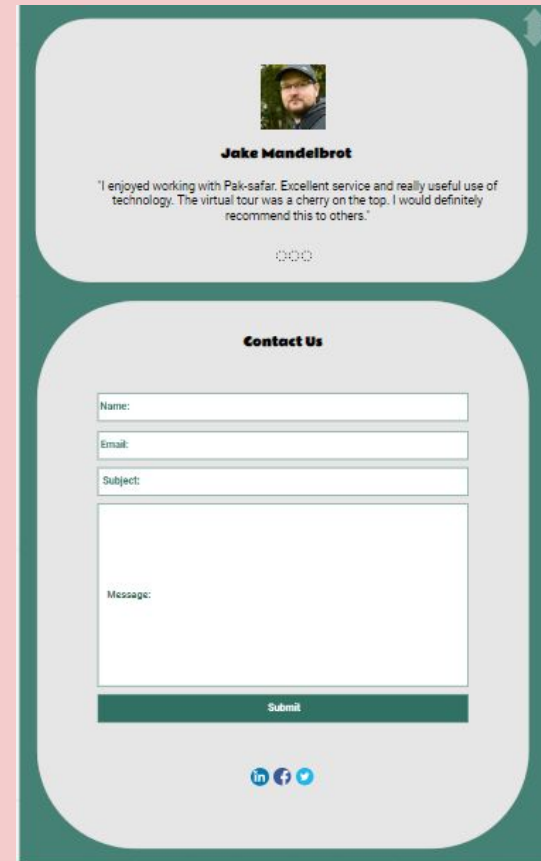 Jake Mandelbrot
"I enjoyed working with Pak-safar. Excellent service and really useful use of
technology. The virtual tour was a cherry on the top. I would definitely
recommend this to others."
Contact Us
Name:
Email:
Subject:
Message:
Submit
in f